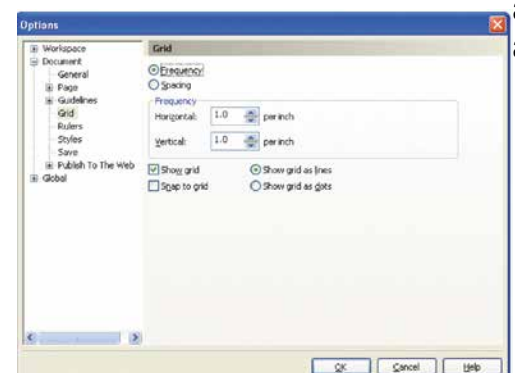 Options
Workspace
Document
General
Page
Guidelines
Grid
Rulers
Styles
Save
Publish To The Web
Global
Grid
Frequency
Spacing
Frequency
Horizontal: 1.0 per inch
Vertical: 1.0 per inch
Show grid Show grid as lines
Snap to grid Show grid as dots
OK Cancel Help
a
a